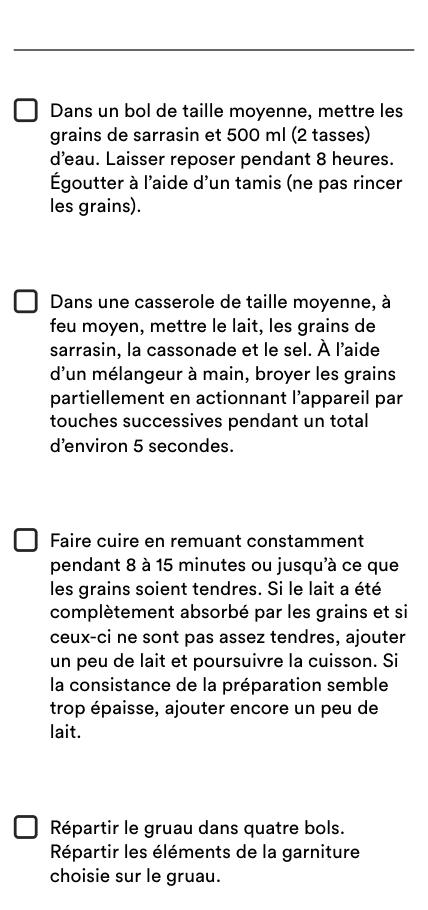 Dans un bol de taille moyenne, mettre les
grains de sarrasin et 500 ml (2 tasses)
d’eau. Laisser reposer pendant 8 heures.
Égoutter à l’aide d’un tamis (ne pas rincer
les grains).
Dans une casserole de taille moyenne, à
feu moyen, mettre le lait, les grains de
sarrasin, la cassonade et le sel. À l’aide
d’un mélangeur à main, broyer les grains
partiellement en actionnant l’appareil par
touches successives pendant un total
d’environ 5 secondes.
Faire cuire en remuant constamment
pendant 8 à 15 minutes ou jusqu’à ce que
les grains soient tendres. Si le lait a été
complètement absorbé par les grains et si
ceux-ci ne sont pas assez tendres, ajouter
un peu de lait et poursuivre la cuisson. Si
la consistance de la préparation semble
trop épaisse, ajouter encore un peu de
lait.
Répartir le gruau dans quatre bols.
Répartir les éléments de la garniture
choisie sur le gruau.